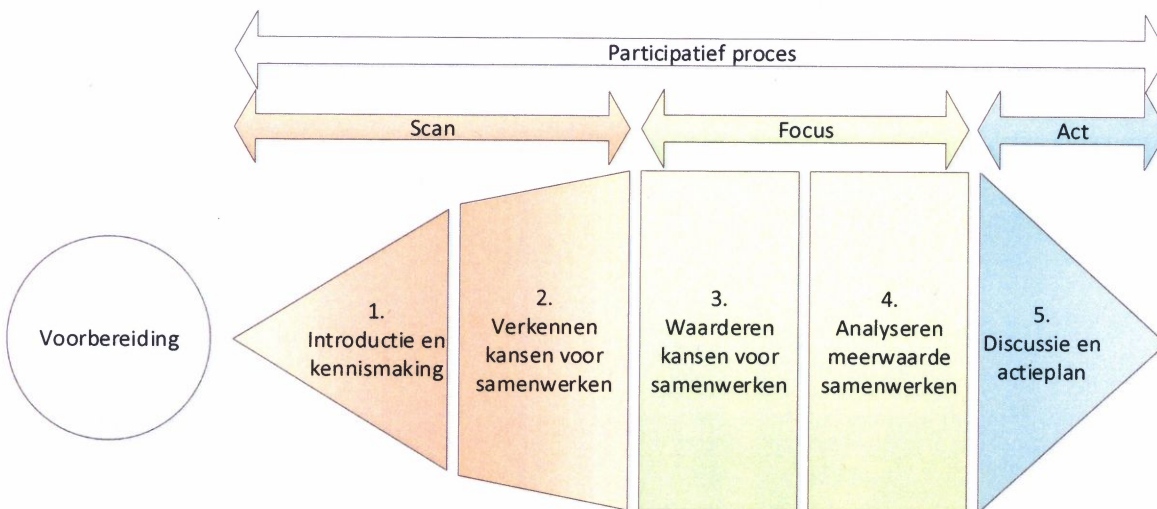 Participatief proces
Scan
Focus
Act
Voorbereiding
1.
Introductie en
kennismaking
2.
Verkennen
kansen voor
samenwerken
3.
Waarderen
kansen voor
samenwerken
4.
Analyseren
meerwaarde
samenwerken
5.
Discussie en
actieplan